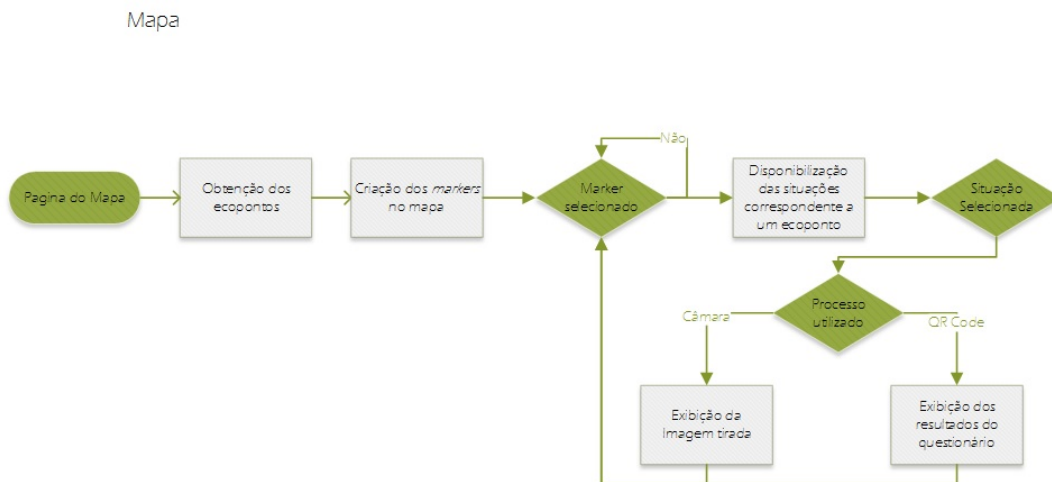 Mapa
Não
Pagina do Mapa
Obtenção dos
ecopontos
Criação dos markers
no mapa
Marker
selecionado
Disponibilização
das situações
correspondente a
um ecoponto
Situação
Selecionada
Processo
utilizado
Câmara
QR Code
Exibição da
Imagem tirada
Exibição dos
resultados do
questionário